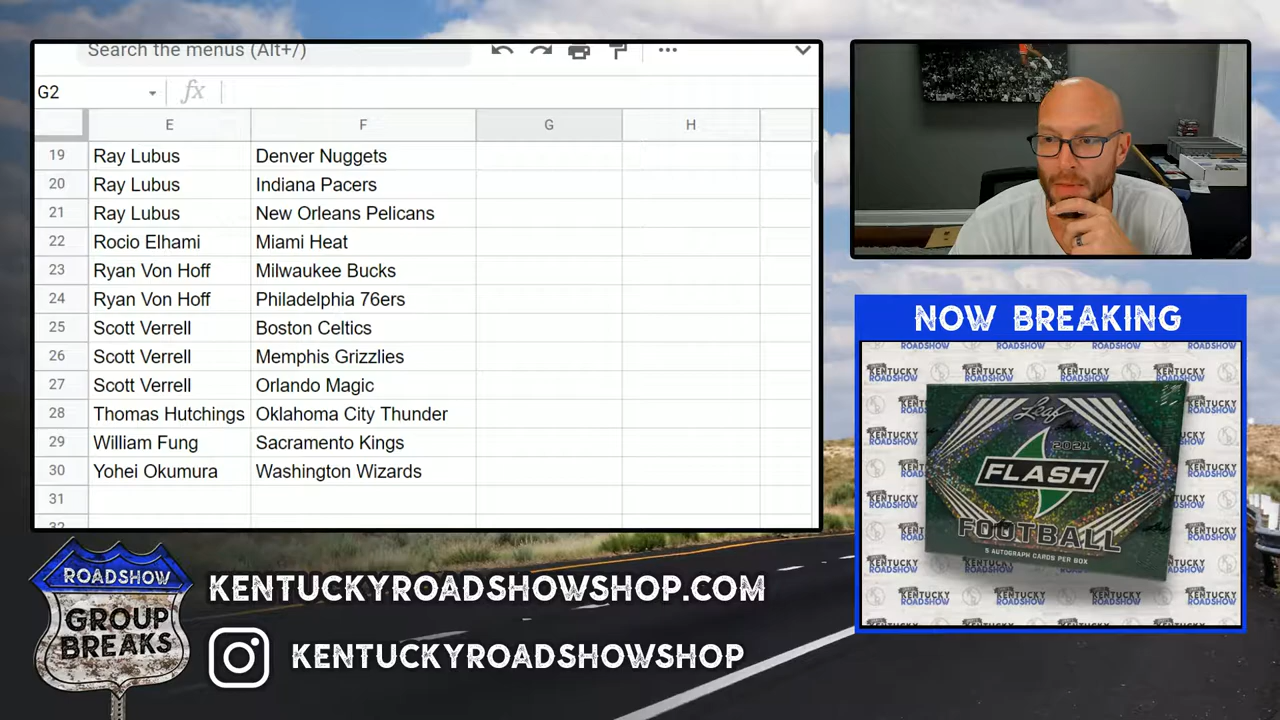 Search the menus (Alt+/)
G2
fx
E F G H
19 Ray Lubus Denver Nuggets
20 Ray Lubus Indiana Pacers
21 Ray Lubus New Orleans Pelicans
22 Rocio Elhami Miami Heat
23 Ryan Von Hoff Milwaukee Bucks
24 Ryan Von Hoff Philadelphia 76ers
25 Scott Verrell Boston Celtics
26 Scott Verrell Memphis Grizzlies
27 Scott Verrell Orlando Magic
28 Thomas Hutchings Oklahoma City Thunder
29 William Fung Sacramento Kings
30 Yohei Okumura Washington Wizards
31
32
NOW BREAKING
KENTUCKY
ROADSHOW
Leaf
2021
FLASH
FOOTBALL
5 AUTOGRAPH CARDS PER BOX
ROADSHOW
GROUP
BREAKS
KENTUCKYROADSHOWSHOP.COM
KENTUCKYROADSHOWSHOP